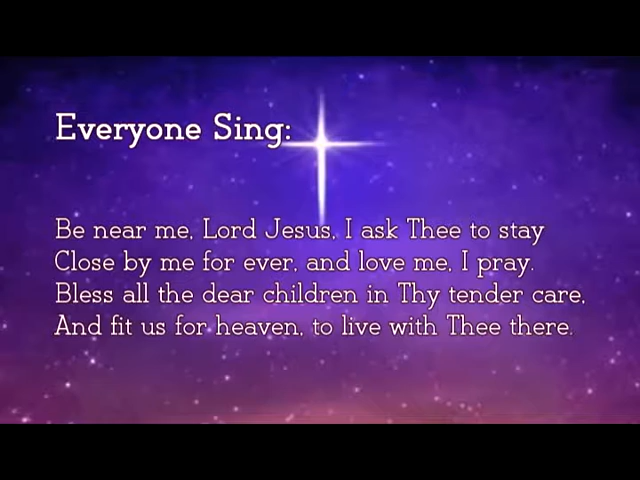 Everyone Sing:
Be near me, Lord Jesus, I ask Thee to stay
Close by me for ever, and love me, I pray.
Bless all the dear children in Thy tender care,
And fit us for heaven, to live with Thee there.